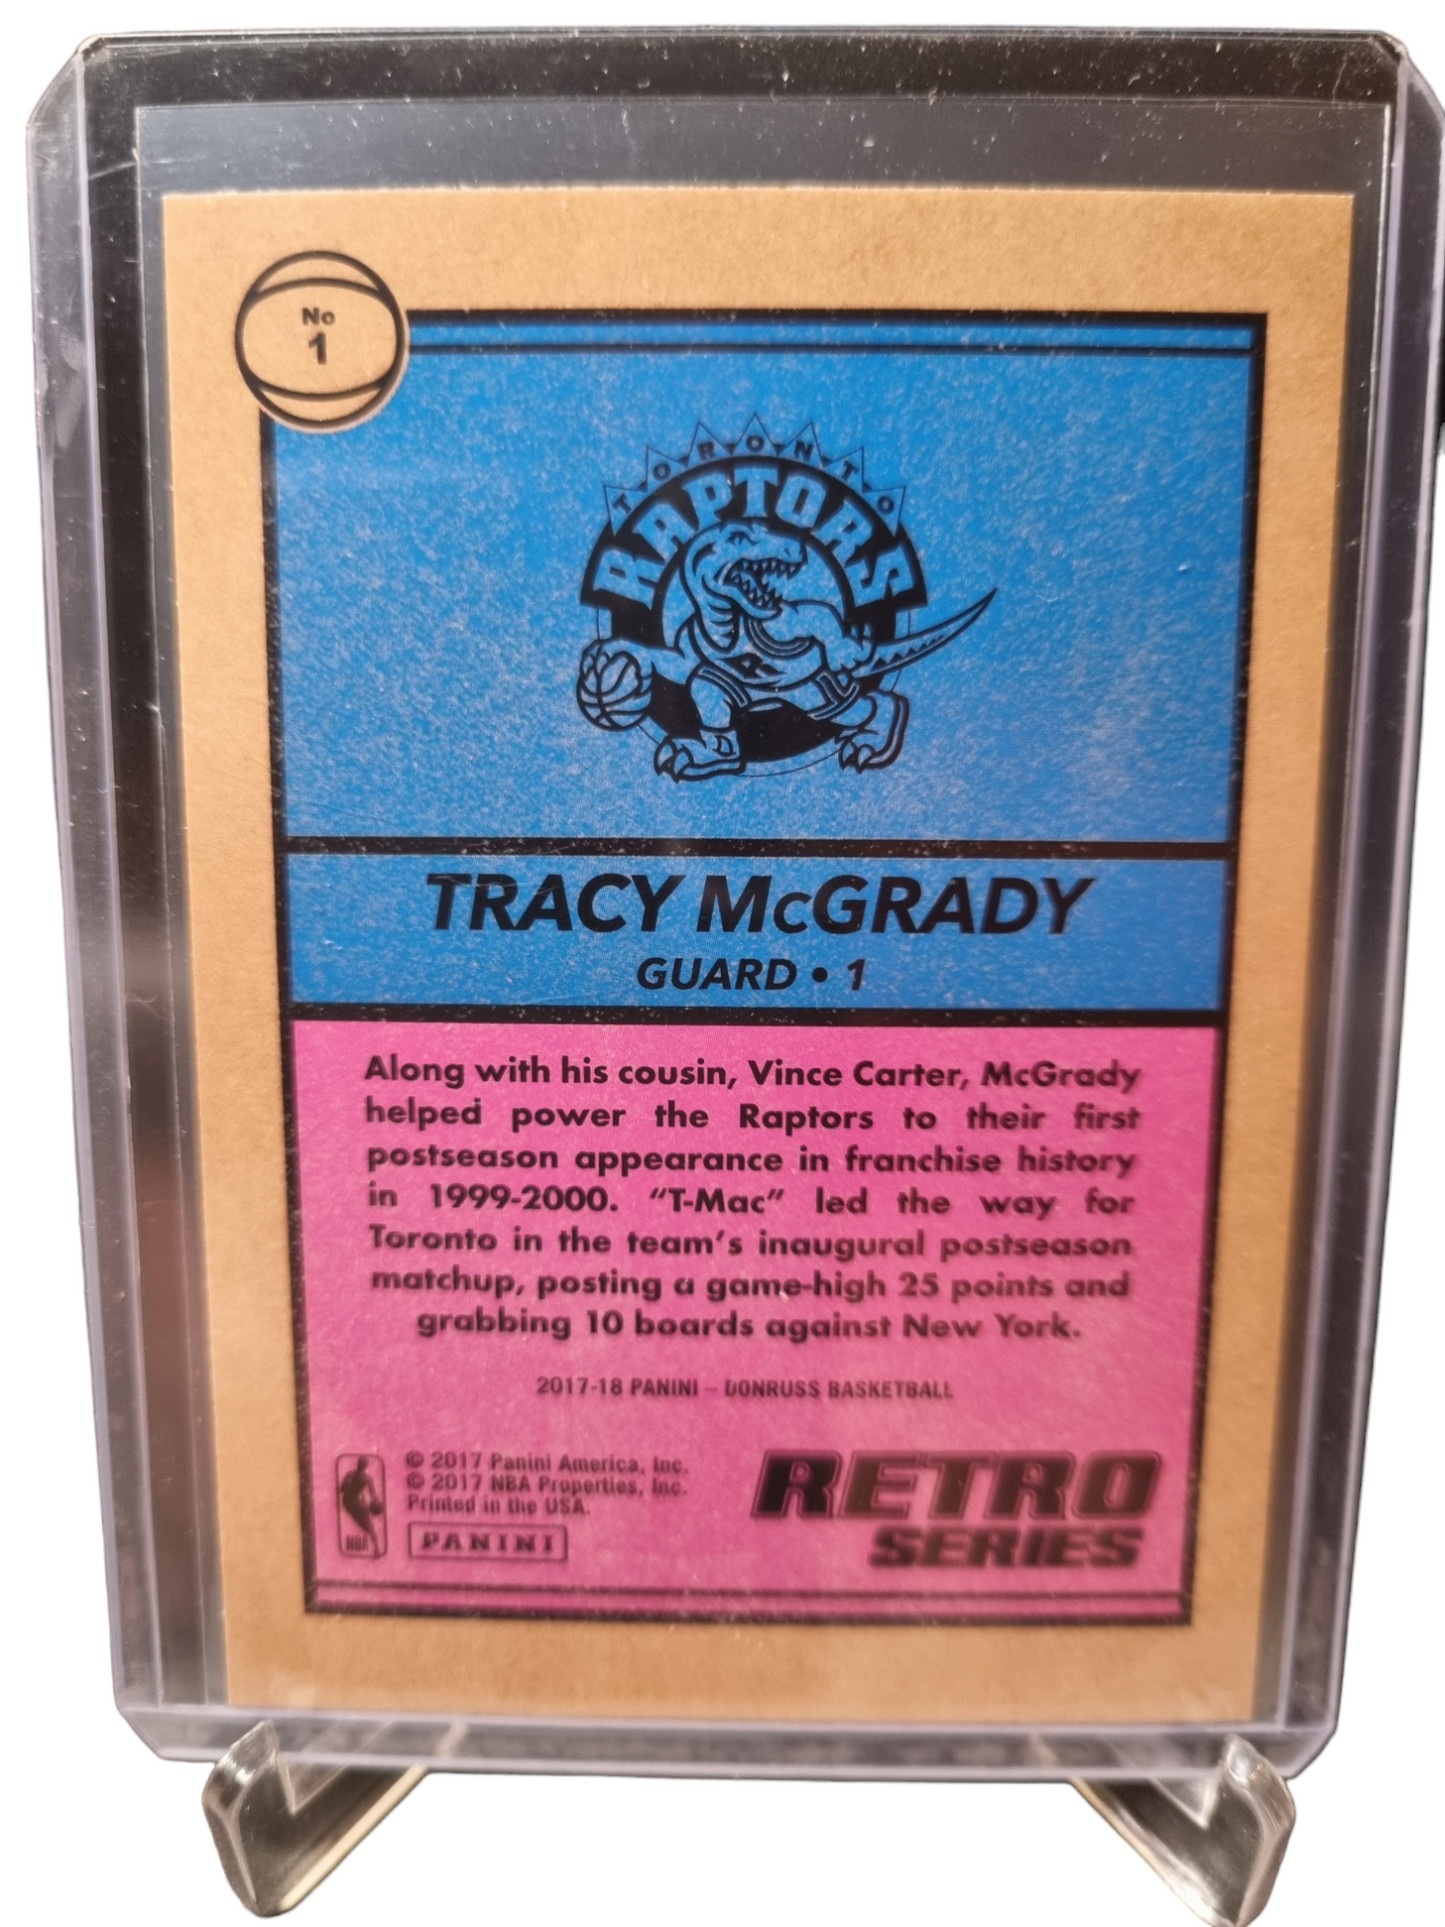 No
1
TORONTO
RAPTORS
TRACY McGRADY
GUARD • 1
Along with his cousin, Vince Carter, McGrady
helped power the Raptors to their first
postseason appearance in franchise history
in 1999-2000. “T-Mac” led the way for
Toronto in the team’s inaugural postseason
matchup, posting a game-high 25 points and
grabbing 10 boards against New York.
2017-18 PANINI – DONRUSS BASKETBALL
© 2017 Panini America, Inc.
© 2017 NBA Properties, Inc.
Printed in the USA.
NBA
PANINI
RETRO
SERIES